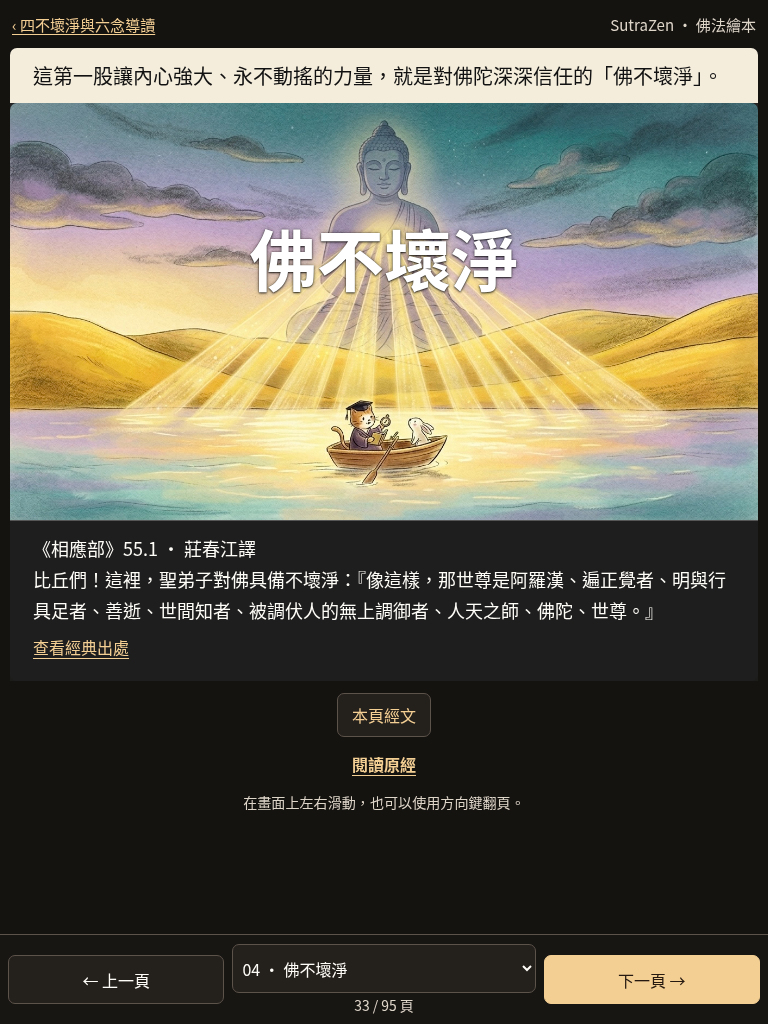 ‹ 四不壞淨與六念導讀
SutraZen · 佛法繪本
這第一股讓內心強大、永不動搖的力量，就是對佛陀深深信任的「佛不壞淨」。
佛不壞淨
《相應部》55.1 · 莊春江譯
比丘們！這裡，聖弟子對佛具備不壞淨：『像這樣，那世尊是阿羅漢、遍正覺者、明與行
具足者、善逝、世間知者、被調伏人的無上調御者、人天之師、佛陀、世尊。』
查看經典出處
本頁經文
閱讀原經
在畫面上左右滑動，也可以使用方向鍵翻頁。
← 上一頁
04 · 佛不壞淨
33 / 95 頁
下一頁 →